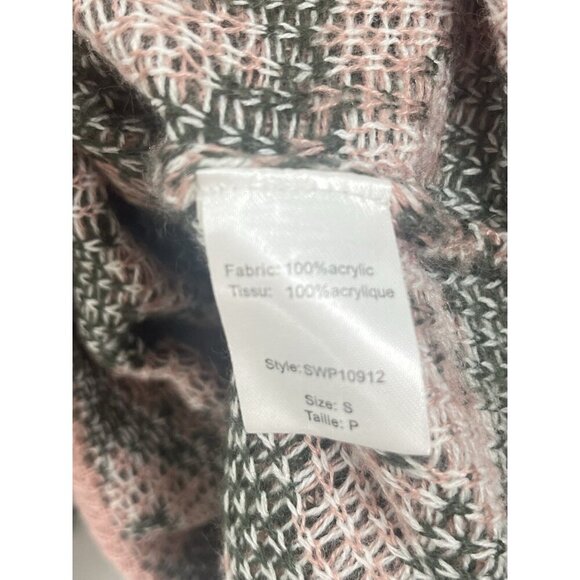 Fabric: 100%acrylic
Tissu: 100%acrylique
Style:SWP10912
Size: S
Taille: P